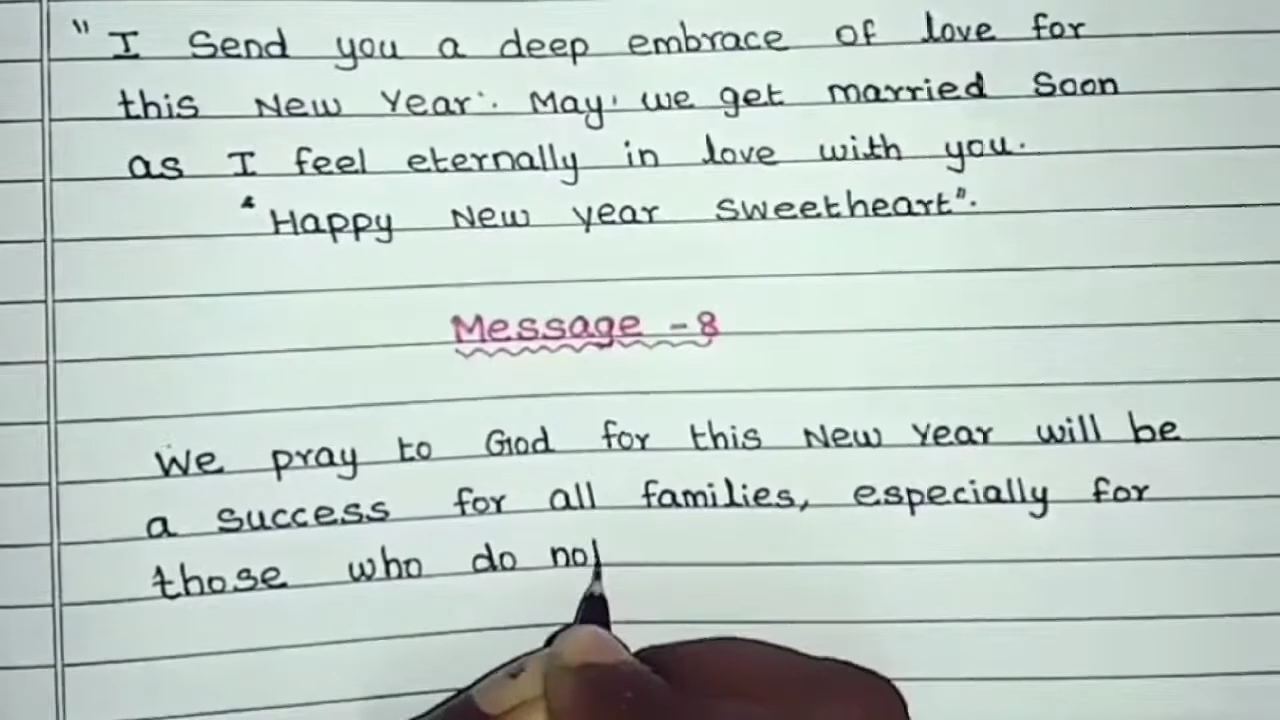 "I Send you a deep embrace of love for
this New Year. May we get married Soon
as I feel eternally in love with you.
"Happy New year sweetheart".
Message - 8
We pray to God for this New Year will be
a success for all families, especially for
those who do no